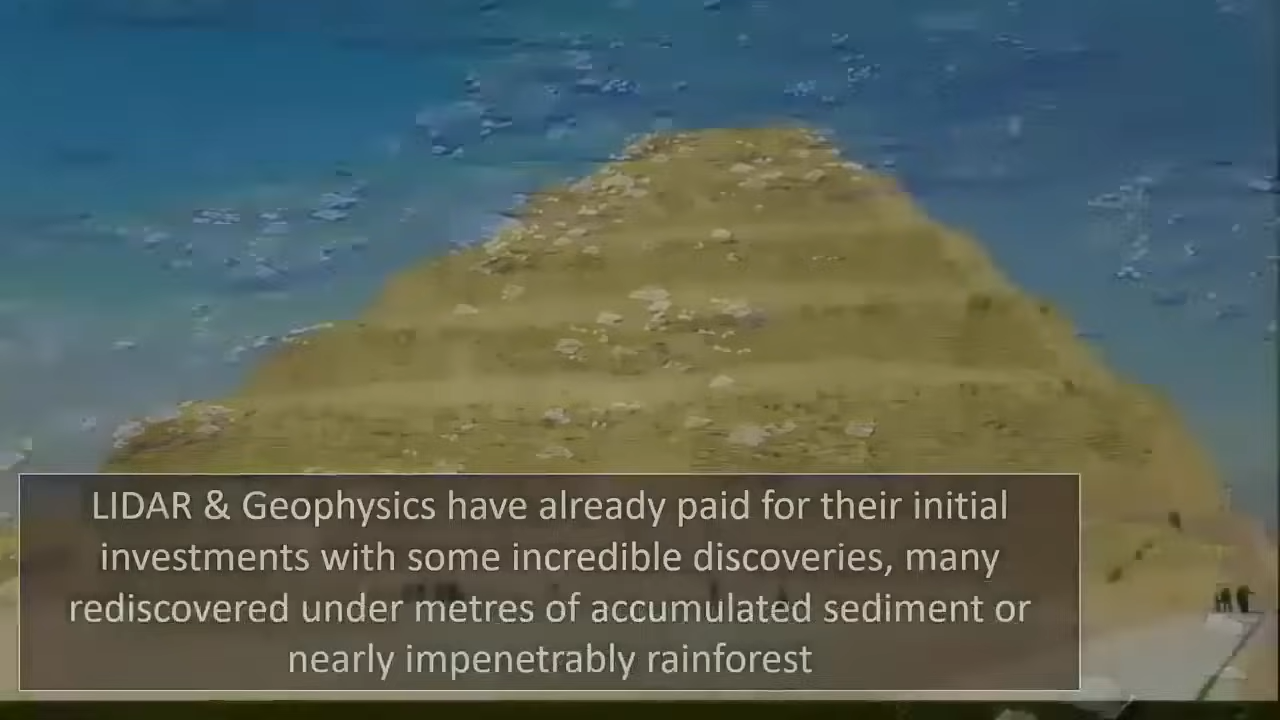 LIDAR & Geophysics have already paid for their initial
investments with some incredible discoveries, many
rediscovered under metres of accumulated sediment or
nearly impenetrably rainforest